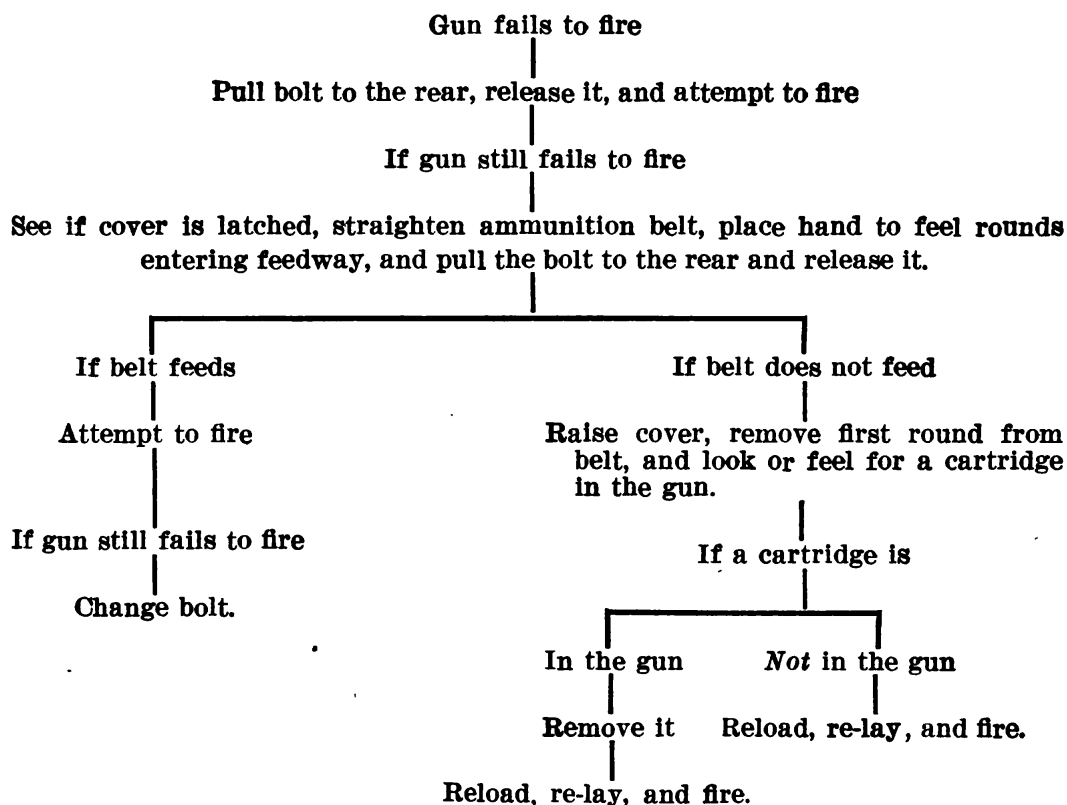 Gun fails to fire
Pull bolt to the rear, release it, and attempt to fire
If gun still fails to fire
See if cover is latched, straighten ammunition belt, place hand to feel rounds
entering feedway, and pull the bolt to the rear and release it.
If belt feeds
Attempt to fire
If gun still fails to fire
Change bolt.
If belt does not feed
Raise cover, remove first round from
belt, and look or feel for a cartridge
in the gun.
If a cartridge is
In the gun
Remove it
Reload, re-lay, and fire.
Not in the gun
Reload, re-lay, and fire.